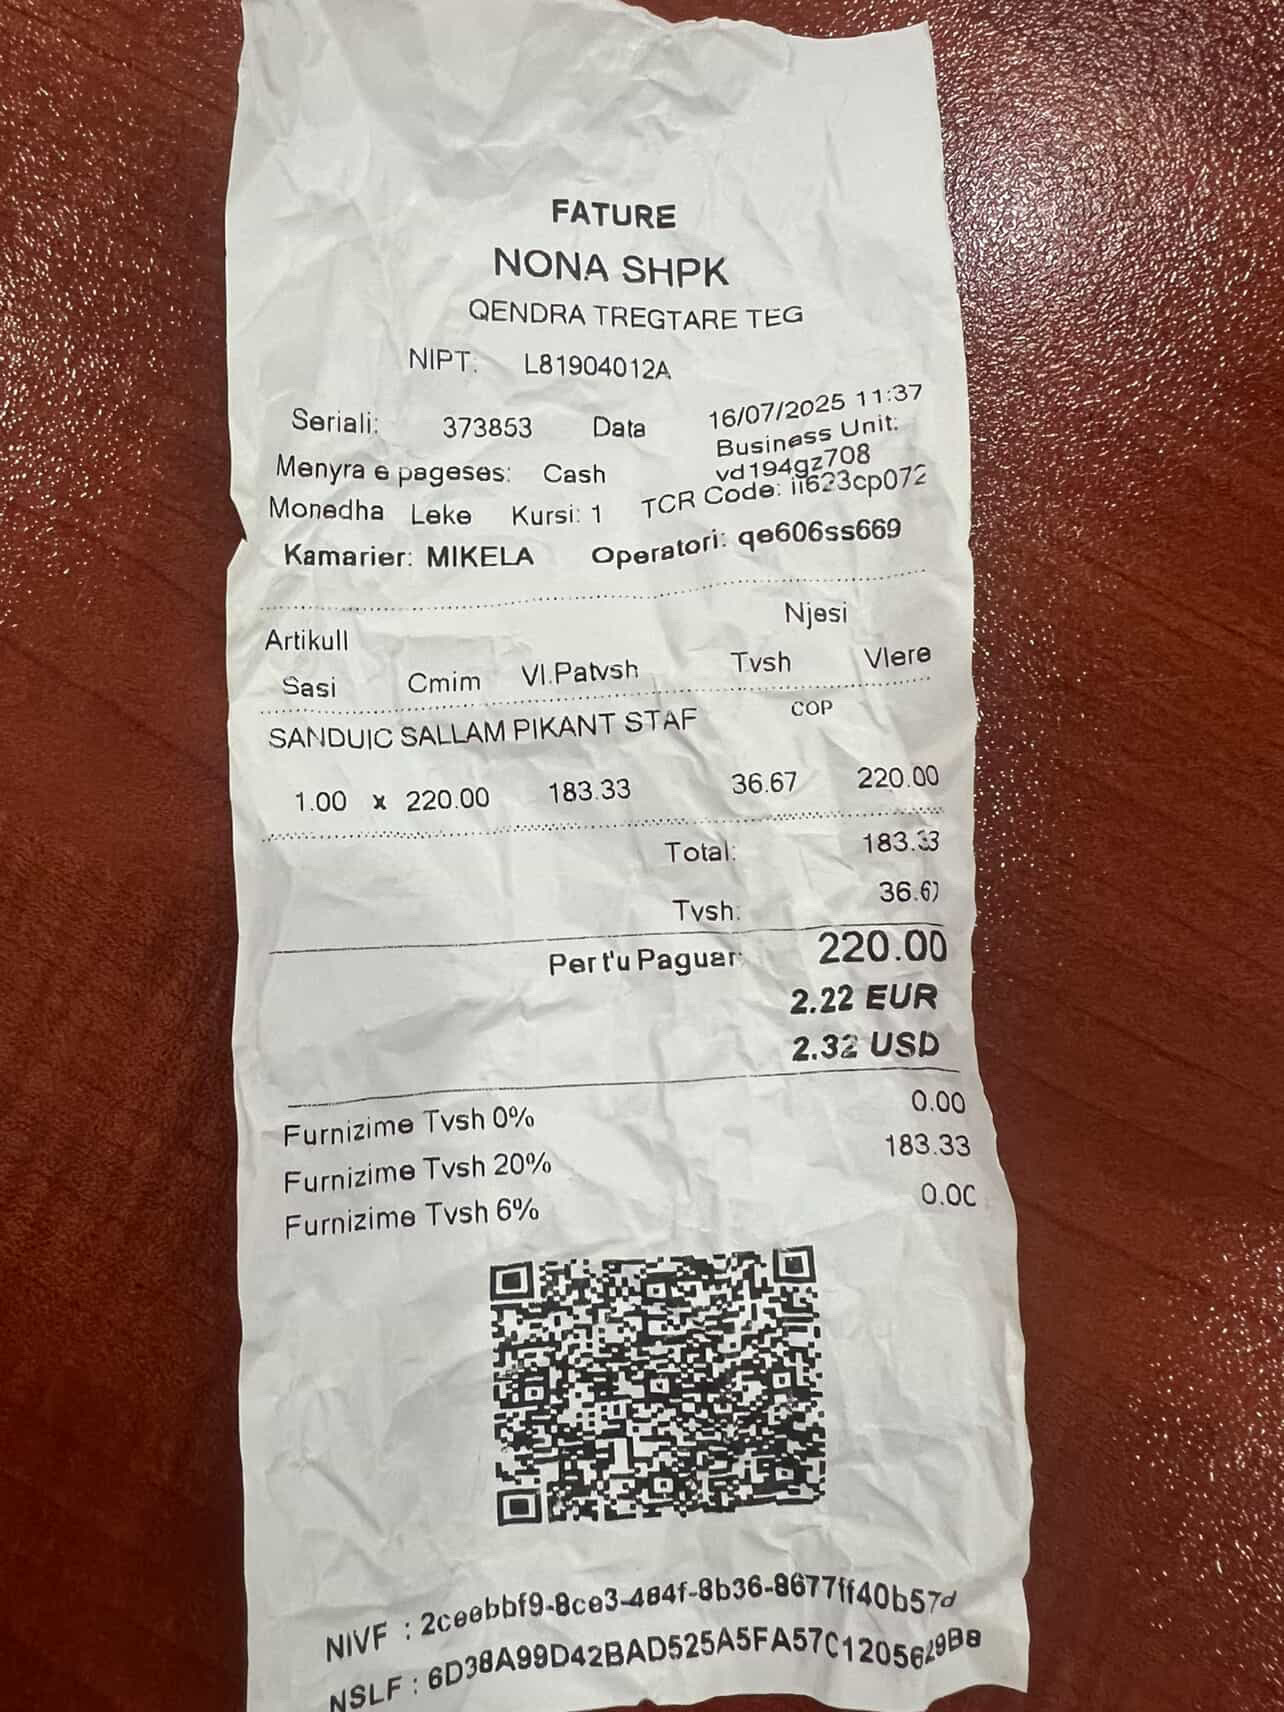 FATURE
NONA SHPK
QENDRA TREGTARE TEG
NIPT: L81904012A
Seriali: 373853 Data 16/07/2025 11:37
Business Unit:
vd194gz708
Menyra e pageses: Cash
TCR Code: ii623cp072
Monedha Leke Kursi: 1
Kamarier: MIKELA Operatori: qe606ss669
Artikull Njesi
Sasi Cmim Vl.Patvsh Tvsh Vlere
SANDUIC SALLAM PIKANT STAF COP
1.00 x 220.00 183.33 36.67 220.00
Total: 183.33
Tvsh: 36.67
Per t'u Paguar: 220.00
2.22 EUR
2.32 USD
Furnizime Tvsh 0% 0.00
Furnizime Tvsh 20% 183.33
Furnizime Tvsh 6% 0.00
NIVF : 2ceebbf9-8ce3-484f-8b36-8677ff40b57d
NSLF : 6D38A99D42BAD525A5FA57C1205629B8